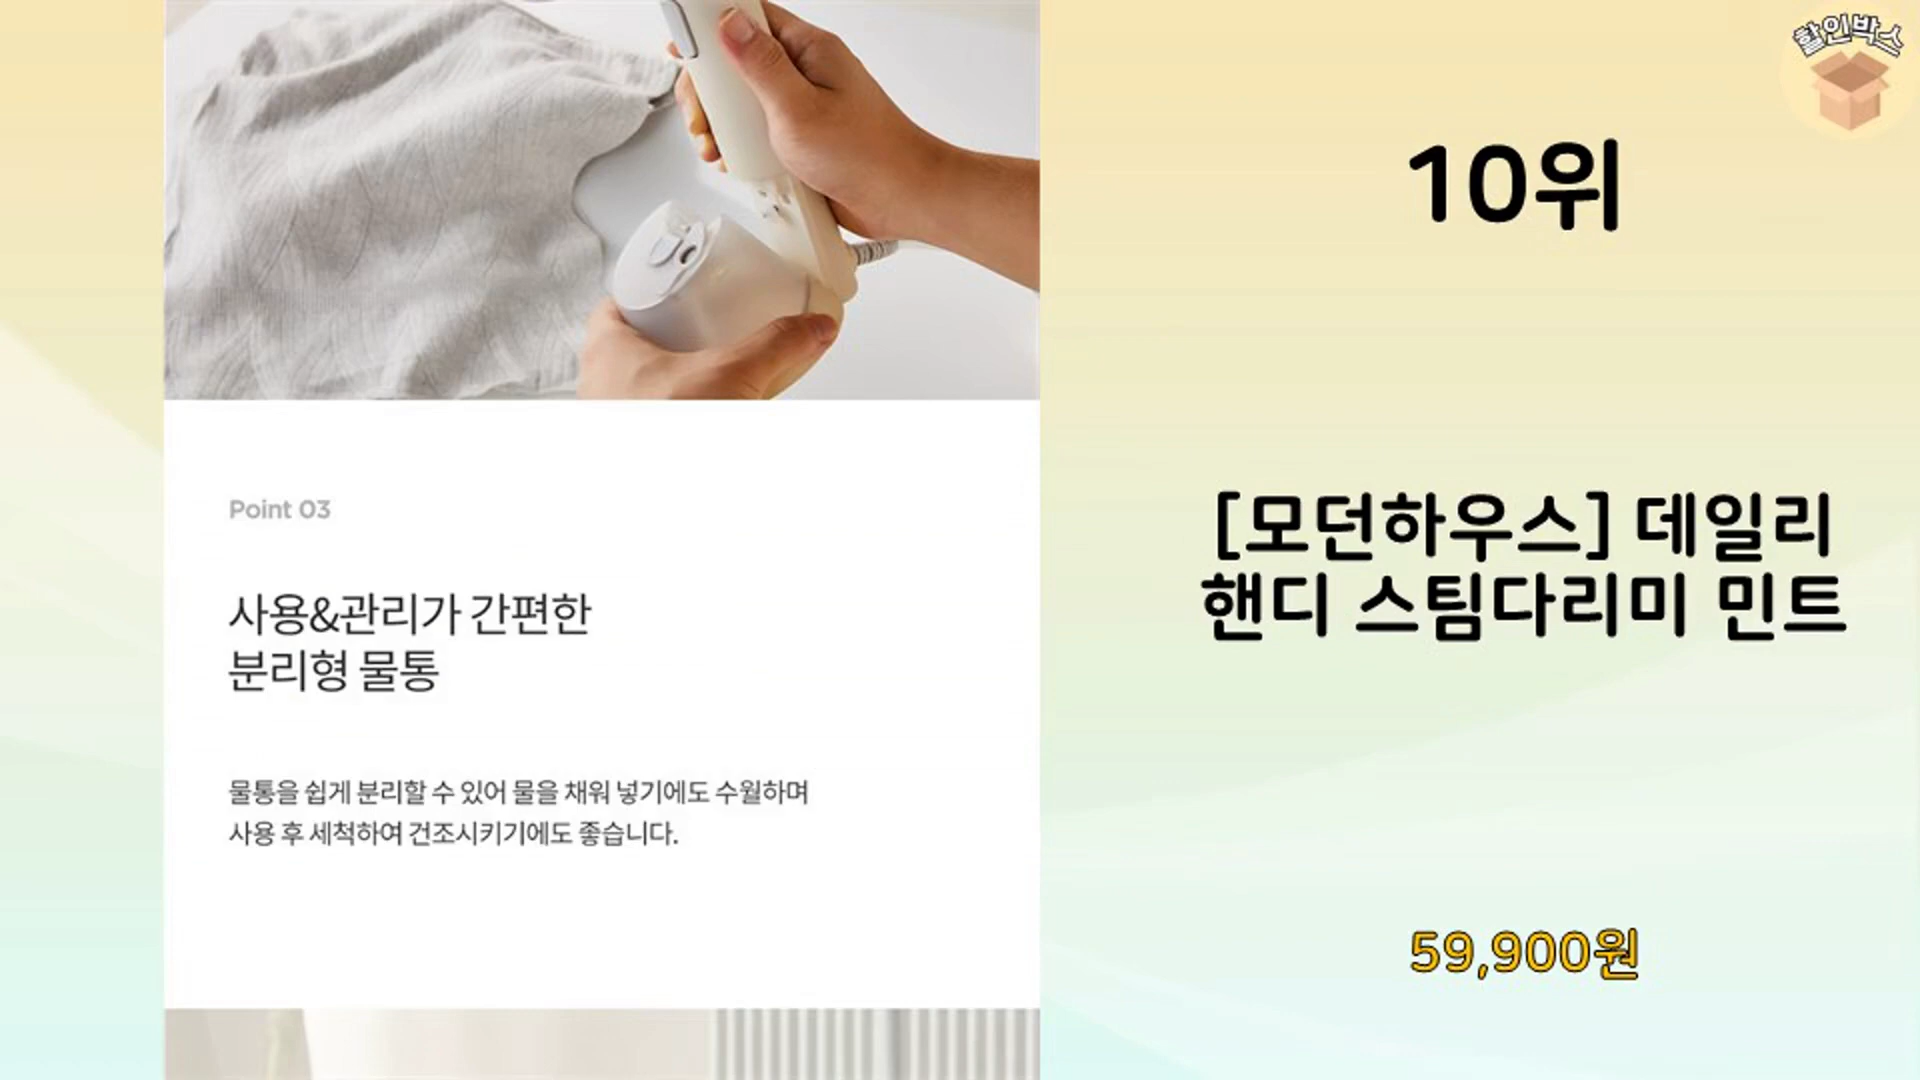 할인박스
10위
[모던하우스] 데일리
핸디 스팀다리미 민트
59,900원
Point 03
사용&관리가 간편한
분리형 물통
물통을 쉽게 분리할 수 있어 물을 채워 넣기에도 수월하며
사용 후 세척하여 건조시키기에도 좋습니다.